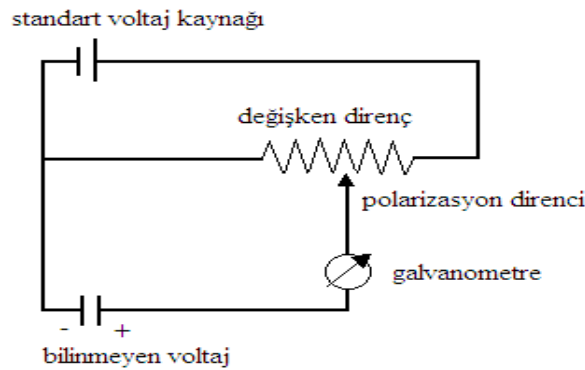 standart voltaj kaynağı
değişken direnç
polarizasyon direnci
galvanometre
- +
bilinmeyen voltaj